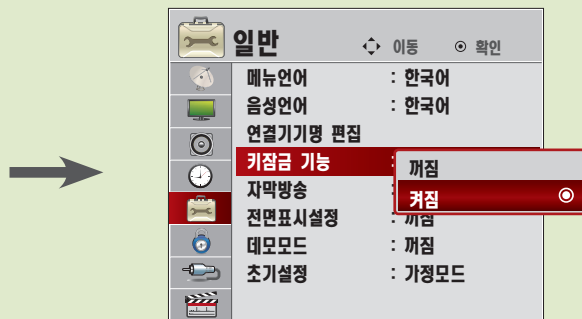 일반 이동 확인
메뉴언어 : 한국어
음성언어 : 한국어
연결기기명 편집
키잠금 기능 : 꺼짐
자막방송 : 켜짐
전면표시설정 : 꺼짐
데모모드 : 꺼짐
초기설정 : 가정모드